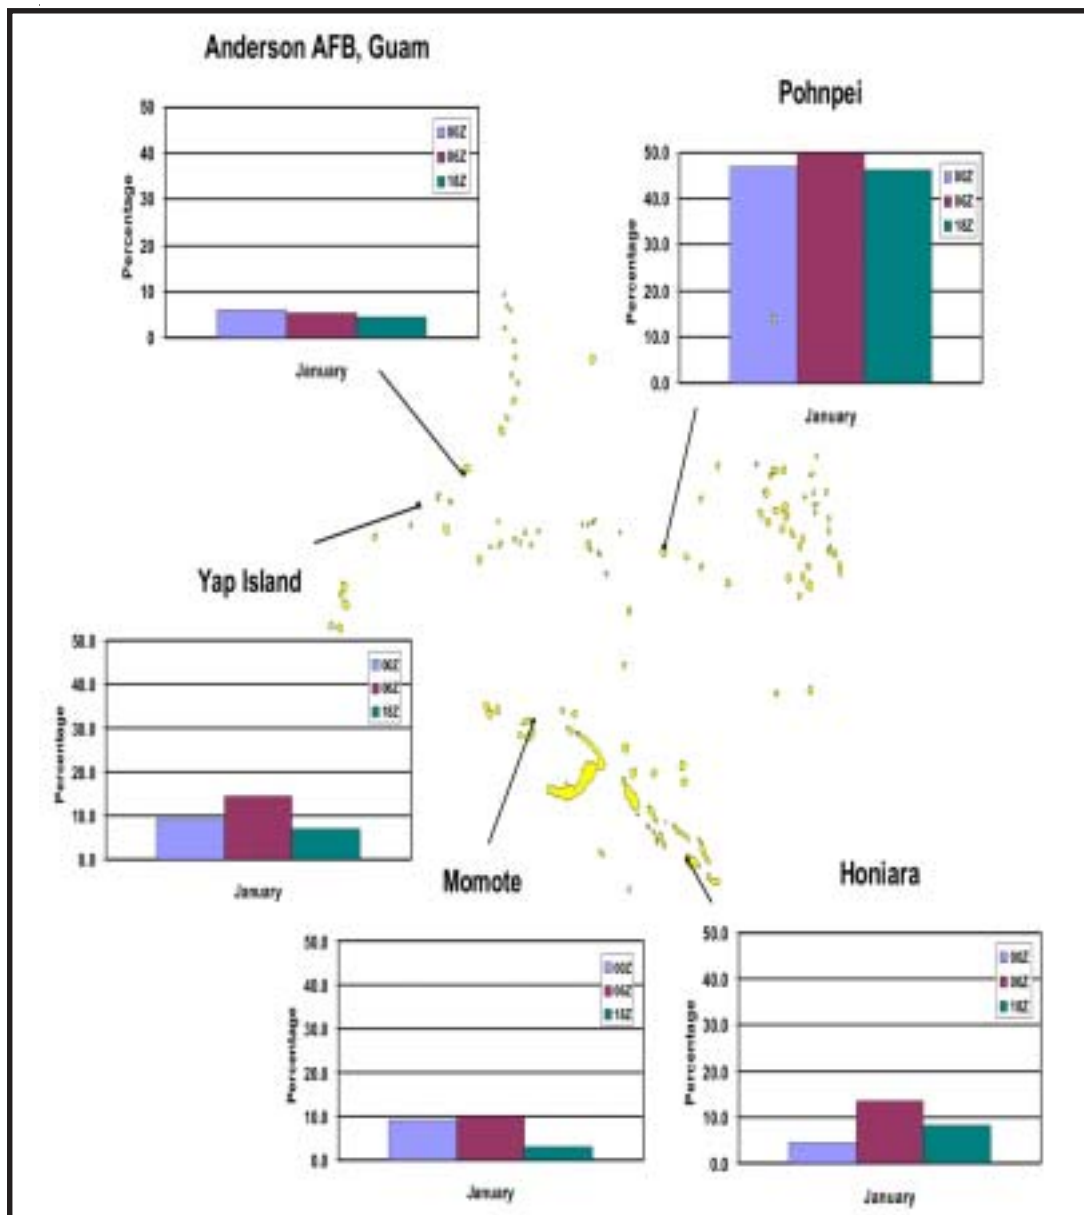 Anderson AFB, Guam
50
40
30
20
10
0
Percentage
00Z
06Z
18Z
January
Pohnpei
50.0
40.0
30.0
20.0
10.0
0.0
Percentage
00Z
06Z
18Z
January
Yap Island
50.0
40.0
30.0
20.0
10.0
0.0
Percentage
00Z
06Z
18Z
January
Momote
50.0
40.0
30.0
20.0
10.0
0.0
Percentage
00Z
06Z
18Z
January
Honiara
50.0
40.0
30.0
20.0
10.0
0.0
Percentage
00Z
06Z
18Z
January